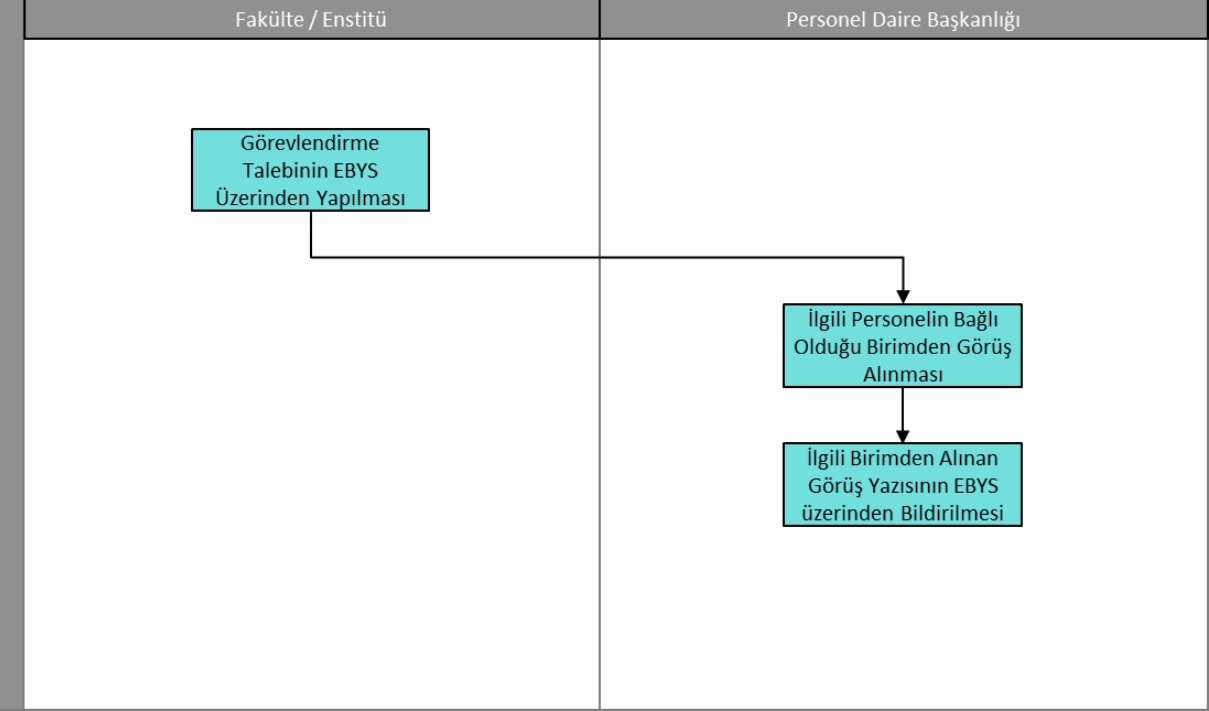 Fakülte / Enstitü
Personel Daire Başkanlığı
Görevlendirme
Talebinin EBYS
Üzerinden Yapılması
İlgili Personelin Bağlı
Olduğu Birimden Görüş
Alınması
İlgili Birimden Alınan
Görüş Yazısının EBYS
üzerinden Bildirilmesi